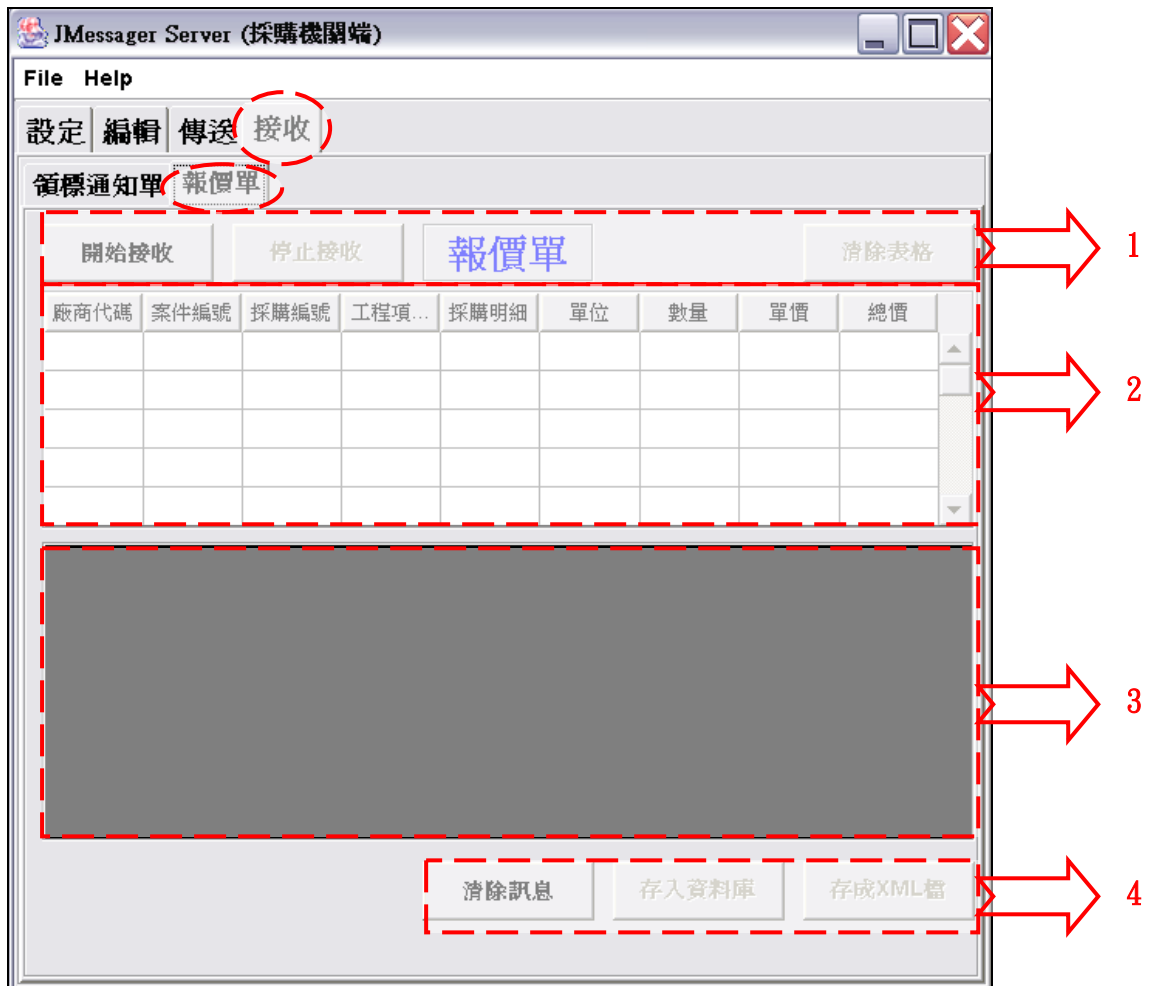 JMessager Server (採購機關端)
File Help
設定 編輯 傳送 接收
領標通知單 報價單
開始接收 停止接收 報價單 清除表格 1
廠商代碼 案件編號 採購編號 工程項... 採購明細 單位 數量 單價 總價
2
3
清除訊息 存入資料庫 存成XML檔 4